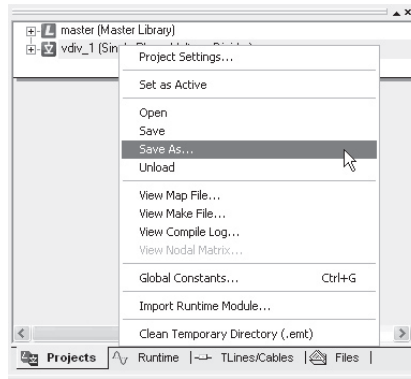 master (Master Library)
vdiv_1 (Sin
Project Settings...
Set as Active
Open
Save
Save As...
Unload
View Map File...
View Make File...
View Compile Log...
View Nodal Matrix...
Global Constants... Ctrl+G
Import Runtime Module...
Clean Temporary Directory (.emt)
Projects Runtime TLines/Cables Files